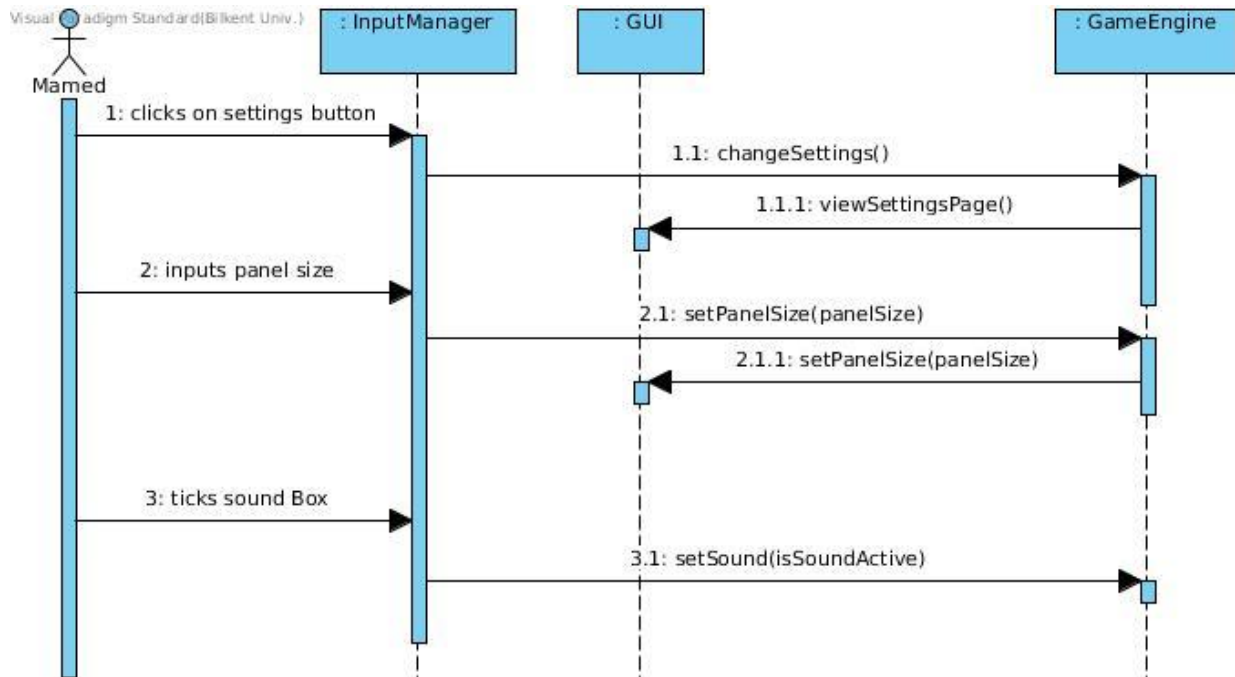 Visual Paradigm Standard(Bilkent Univ.)
: InputManager
: GUI
: GameEngine
Mamed
1: clicks on settings button
1.1: changeSettings()
1.1.1: viewSettingsPage()
2: inputs panel size
2.1: setPanelSize(panelSize)
2.1.1: setPanelSize(panelSize)
3: ticks sound Box
3.1: setSound(isSoundActive)